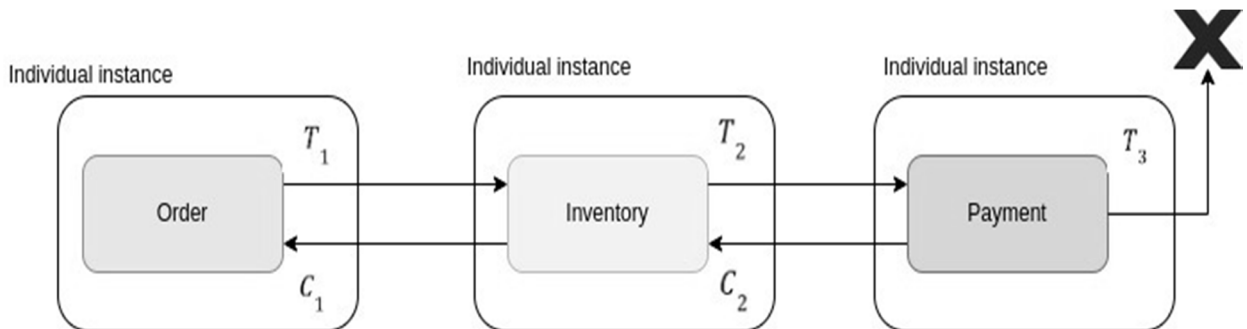 Individual instance
Individual instance
Individual instance
T1
T2
T3
Order
Inventory
Payment
C1
C2